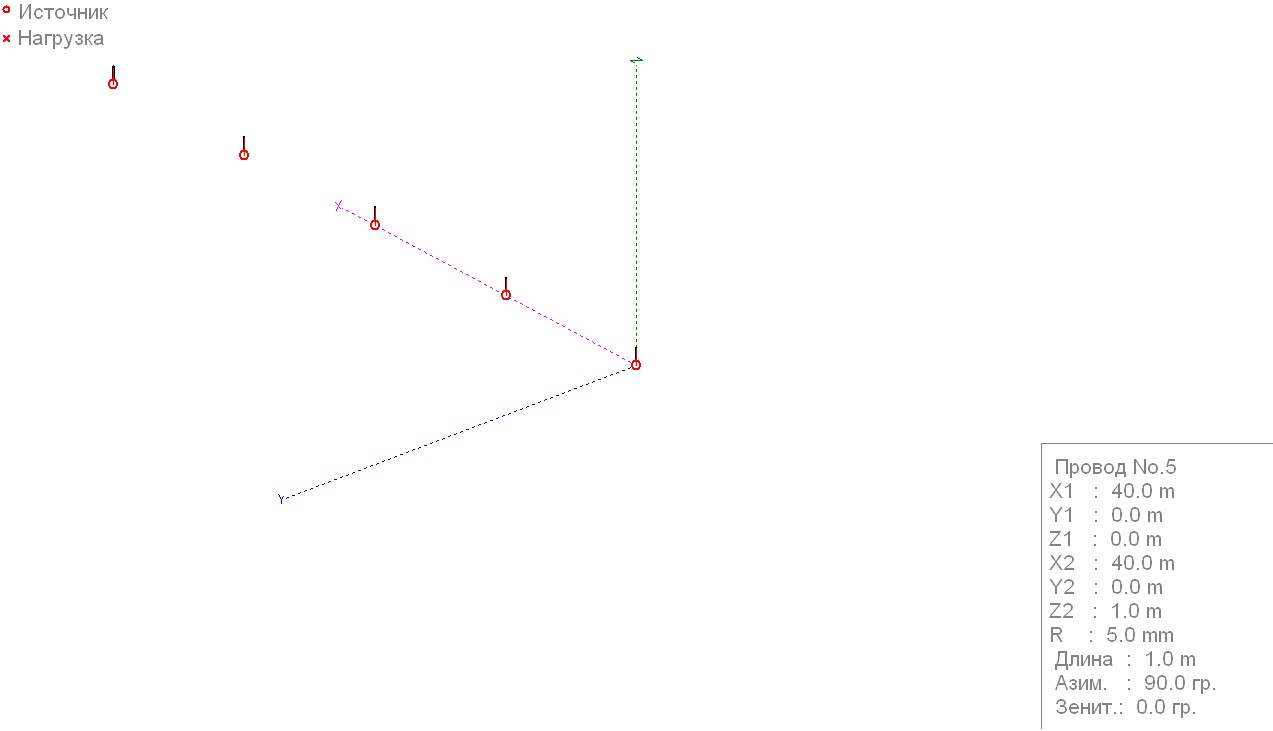 Источник
Нагрузка
X
Y
Провод No.5
X1 : 40.0 m
Y1 : 0.0 m
Z1 : 0.0 m
X2 : 40.0 m
Y2 : 0.0 m
Z2 : 1.0 m
R : 5.0 mm
Длина : 1.0 m
Азим. : 90.0 гр.
Зенит.: 0.0 гр.